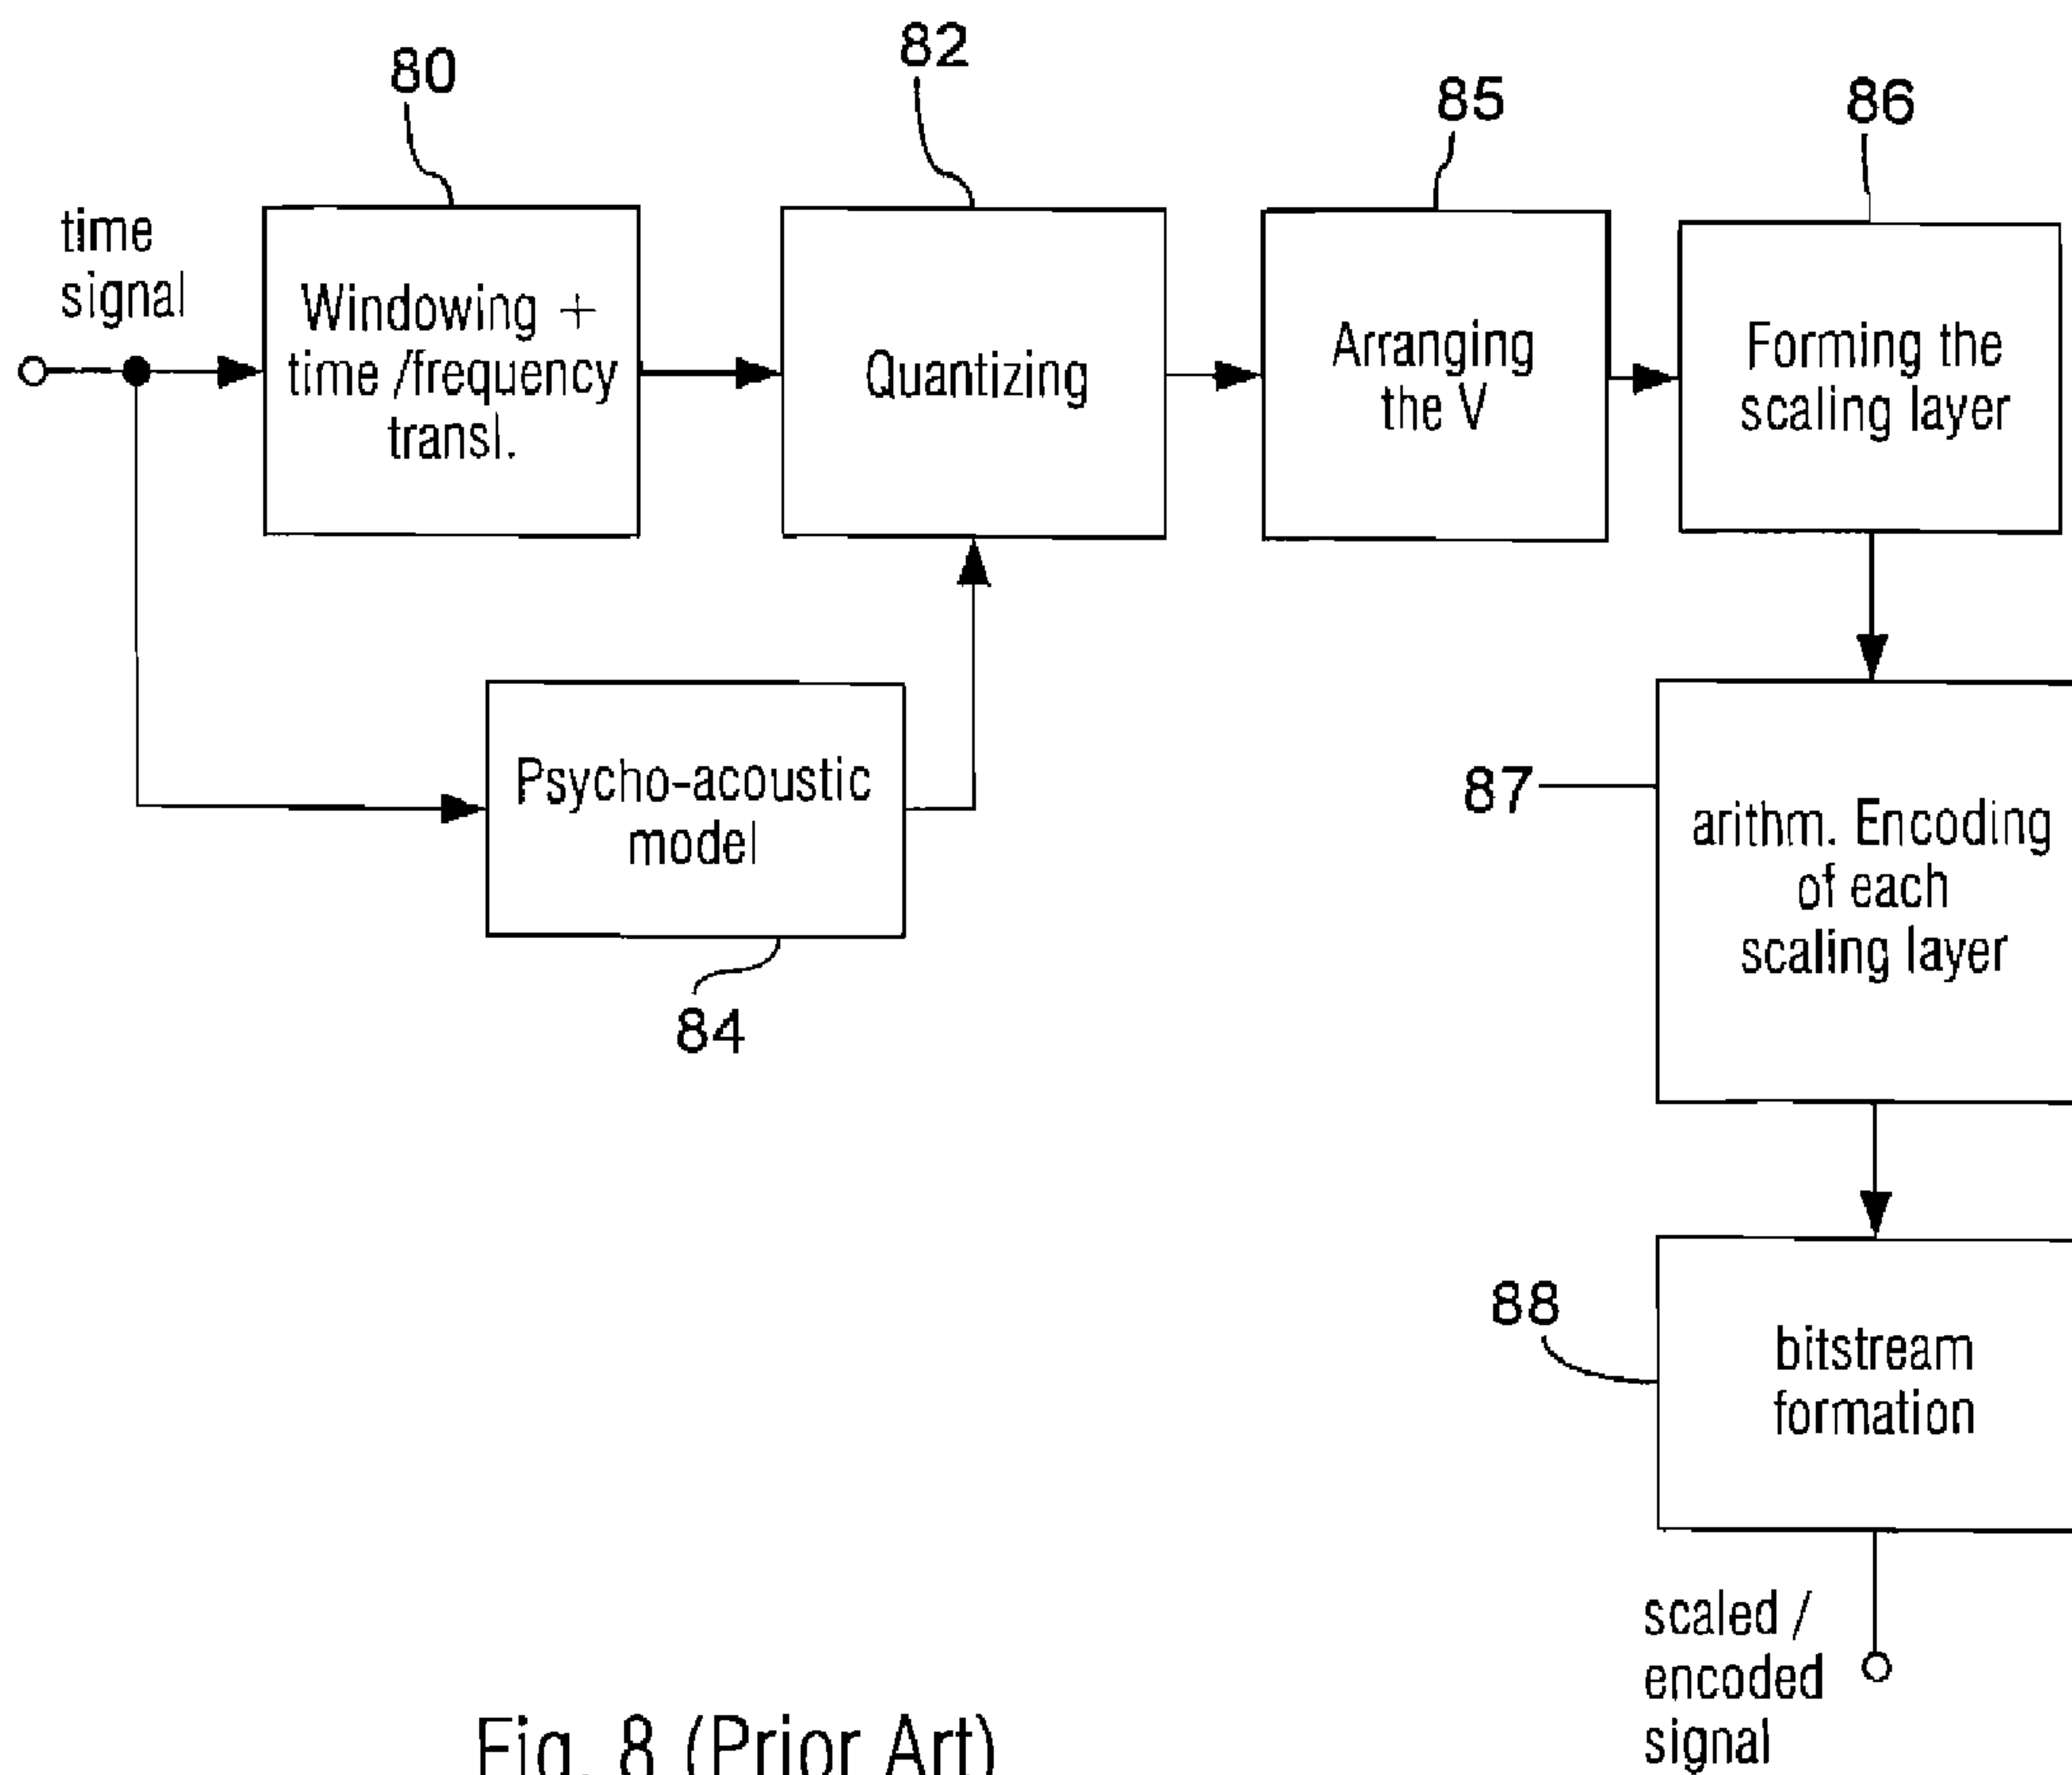 80
82
85
86
time
signal
Windowing +
time /frequency
transl.
Quantizing
Arranging
the V
Forming the
scaling layer
Psycho-acoustic
model
84
87
arithm. Encoding
of each
scaling layer
88
bitstream
formation
scaled /
encoded
signal
Fig. 8 (Prior Art)